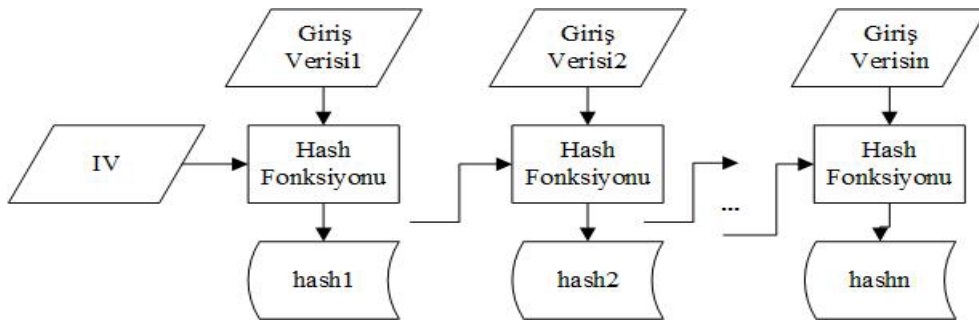 Giriş
Verisi1
Giriş
Verisi2
Giriş
Verisin
IV
Hash
Fonksiyonu
Hash
Fonksiyonu
...
Hash
Fonksiyonu
hash1
hash2
hashn